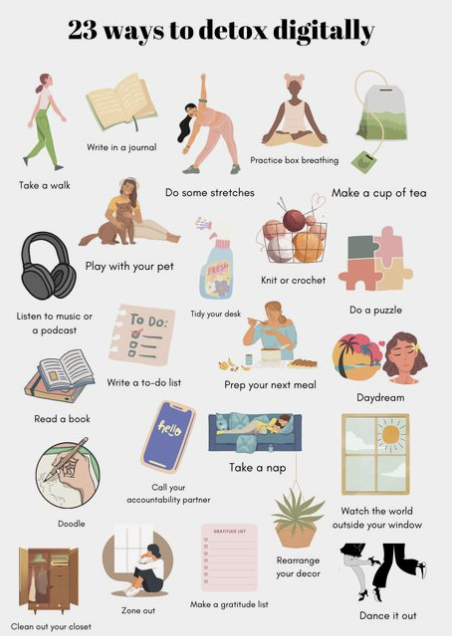 23 ways to detox digitally
Take a walk
Write in a journal
Do some stretches
Practice box breathing
Make a cup of tea
Play with your pet
FRESH
Tidy your desk
Knit or crochet
Do a puzzle
Listen to music or
a podcast
To Do:
Write a to-do list
Prep your next meal
Daydream
Read a book
hello
Call your
accountability partner
Take a nap
Watch the world
outside your window
Doodle
Rearrange
your decor
Clean out your closet
Zone out
GRATITUDE LIST
Make a gratitude list
Dance it out